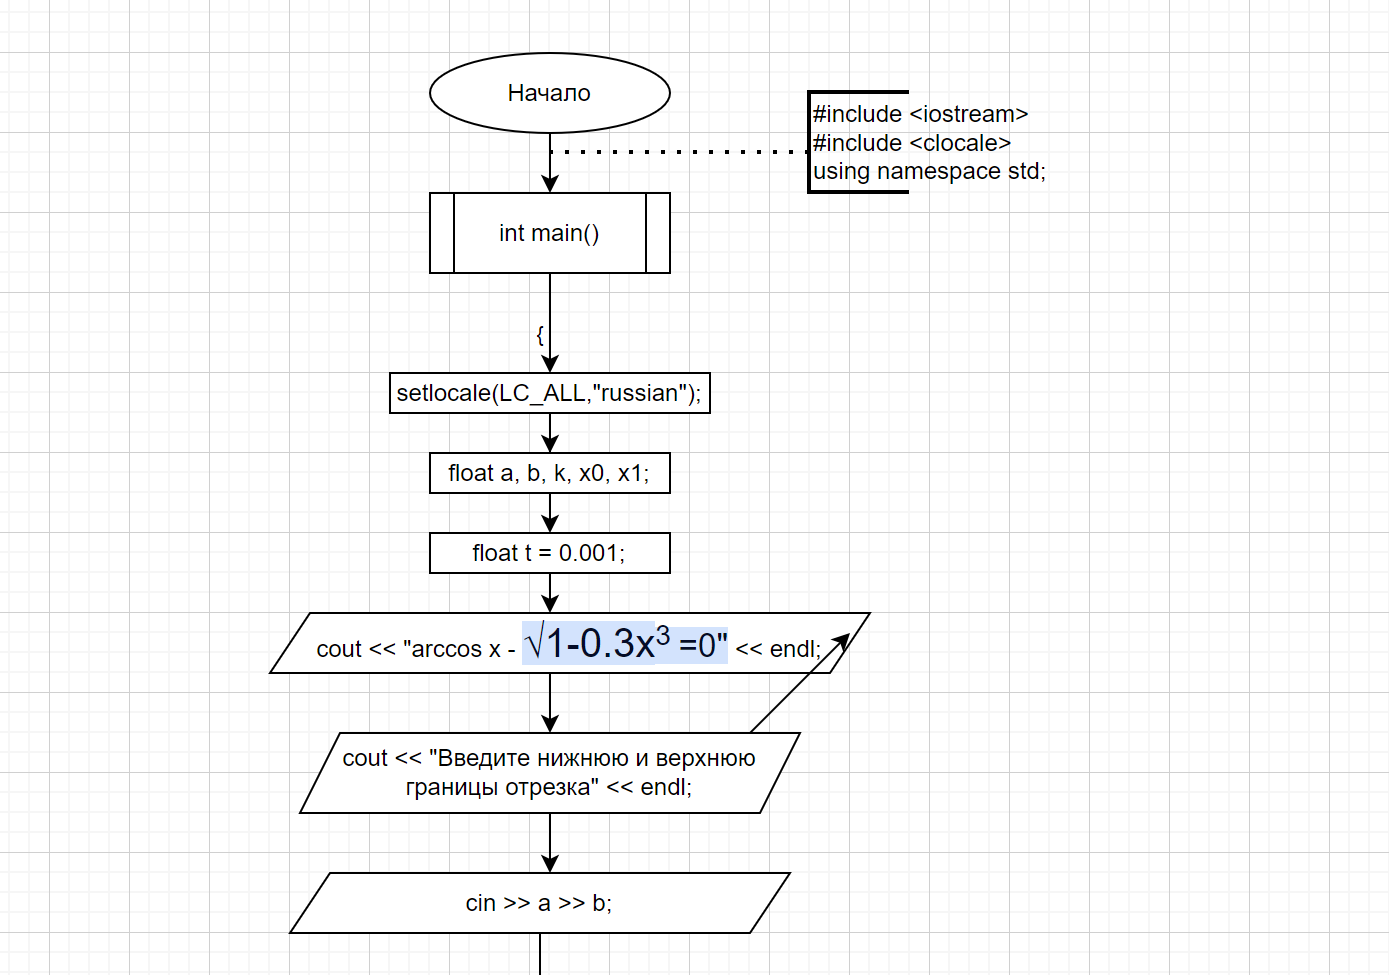 Начало
#include <iostream>
#include <clocale>
using namespace std;
int main()
{
setlocale(LC_ALL,"russian");
float a, b, k, x0, x1;
float t = 0.001;
cout << "arccos x - √1-0.3x³ =0" << endl;
cout << "Введите нижнюю и верхнюю
границы отрезка" << endl;
cin >> a >> b;